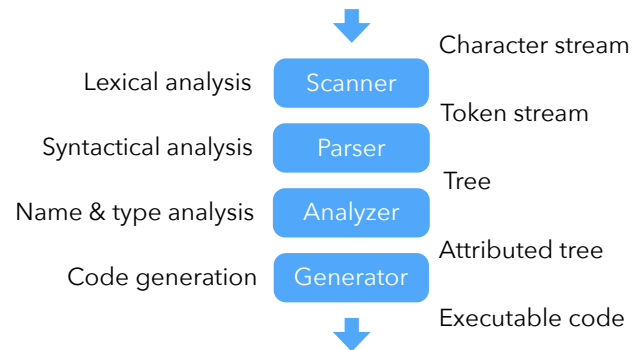 Character stream
Lexical analysis Scanner
Token stream
Syntactical analysis Parser
Tree
Name & type analysis Analyzer
Attributed tree
Code generation Generator
Executable code